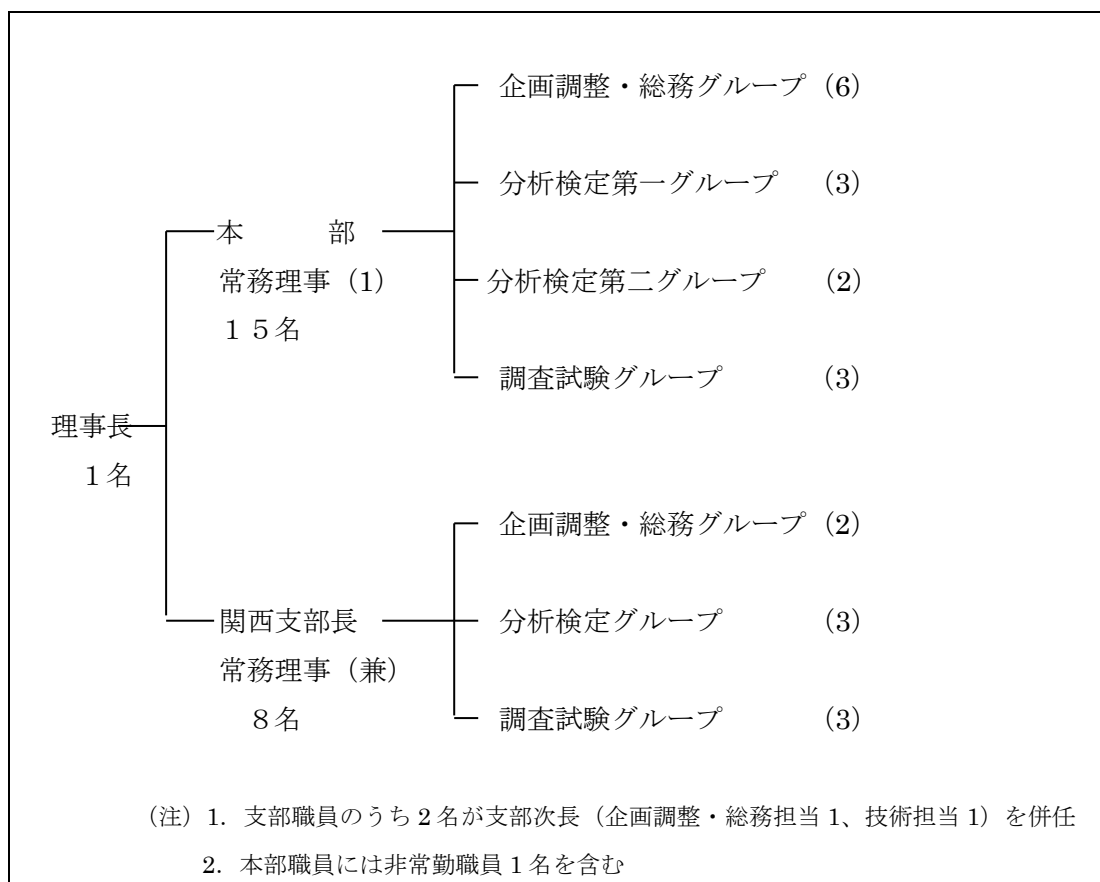 企画調整・総務グループ（6）
分析検定第一グループ　（3）
本　部
常務理事（1）
１５名
分析検定第二グループ　（2）
調査試験グループ　（3）
理事長
１名
企画調整・総務グループ（2）
関西支部長
常務理事（兼）
８名
分析検定グループ　（3）
調査試験グループ　（3）
（注）1．支部職員のうち 2 名が支部次長（企画調整・総務担当 1、技術担当 1）を併任
2．本部職員には非常勤職員 1 名を含む